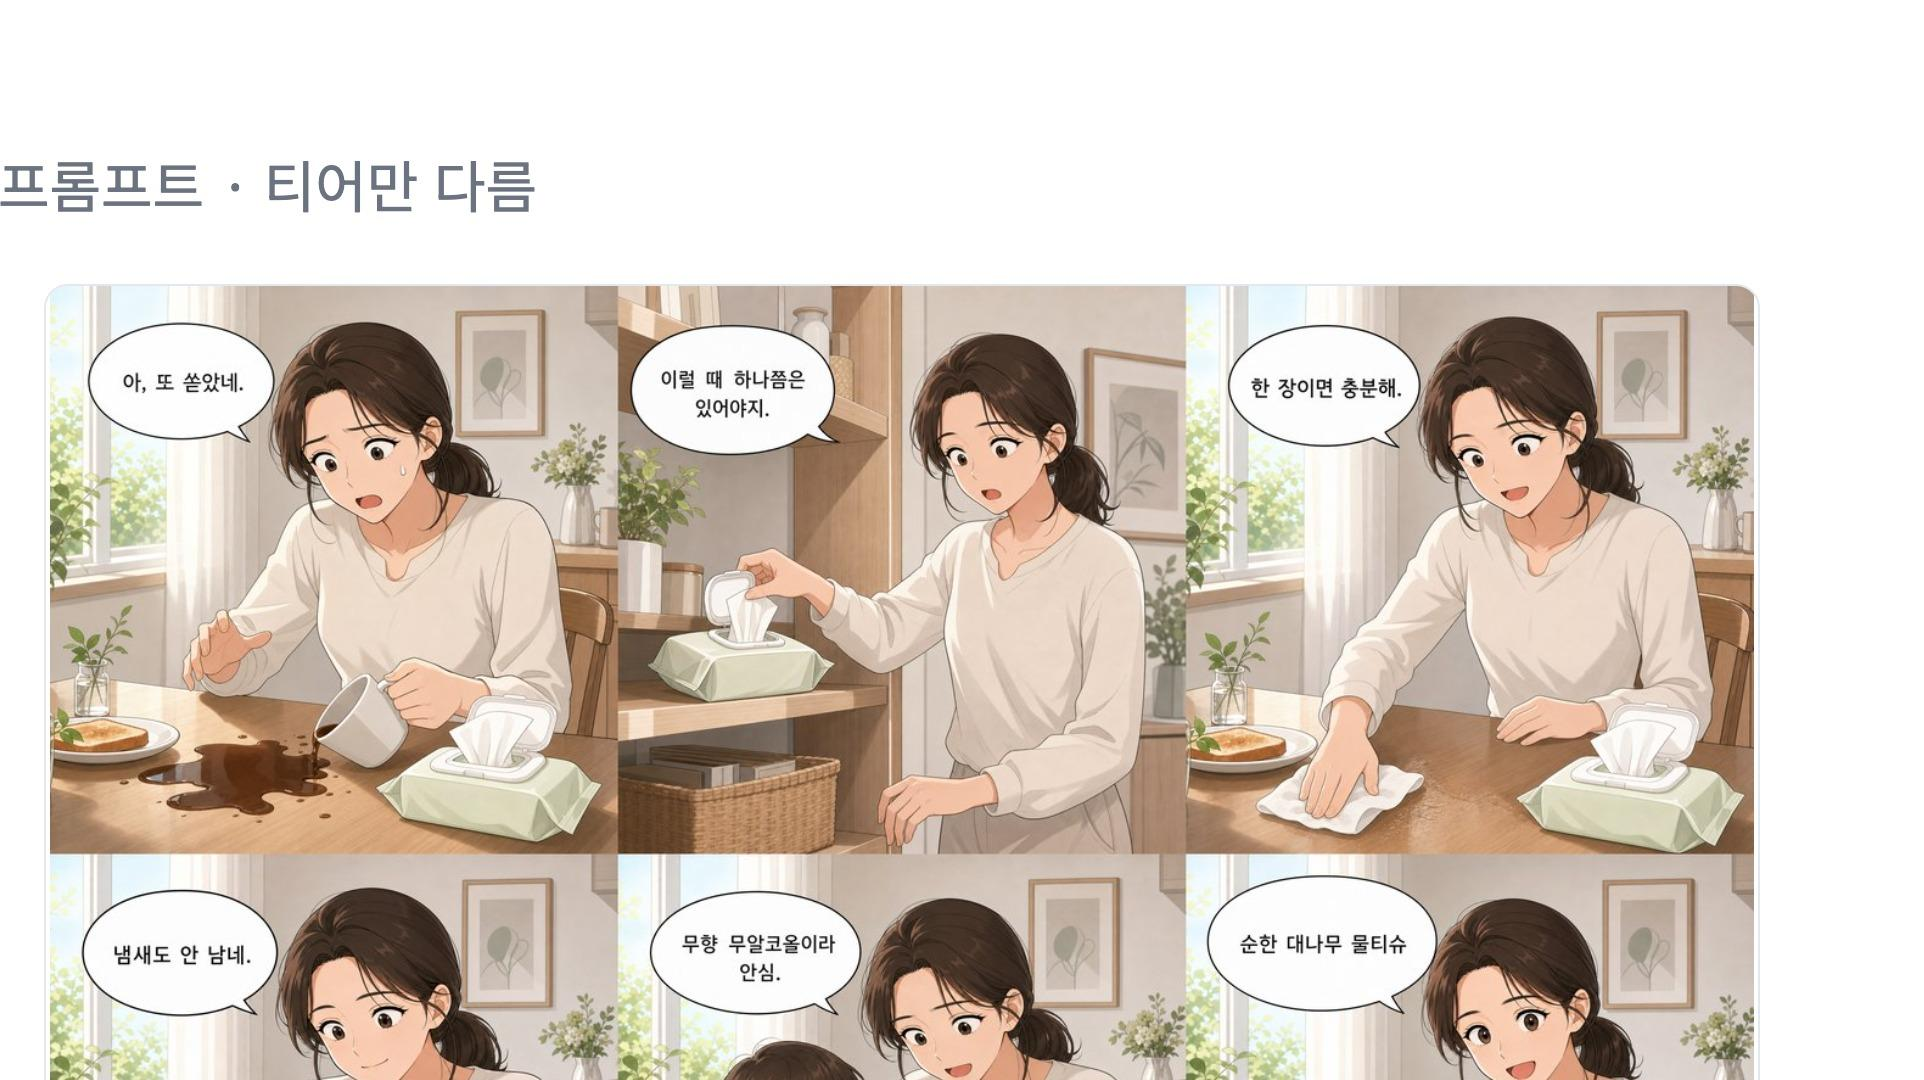 프롬프트 · 티어만 다름
아, 또 쏟았네.
이럴 때 하나쯤은
있어야지.
한 장이면 충분해.
냄새도 안 남네.
무향 무알코올이라
안심.
순한 대나무 물티슈